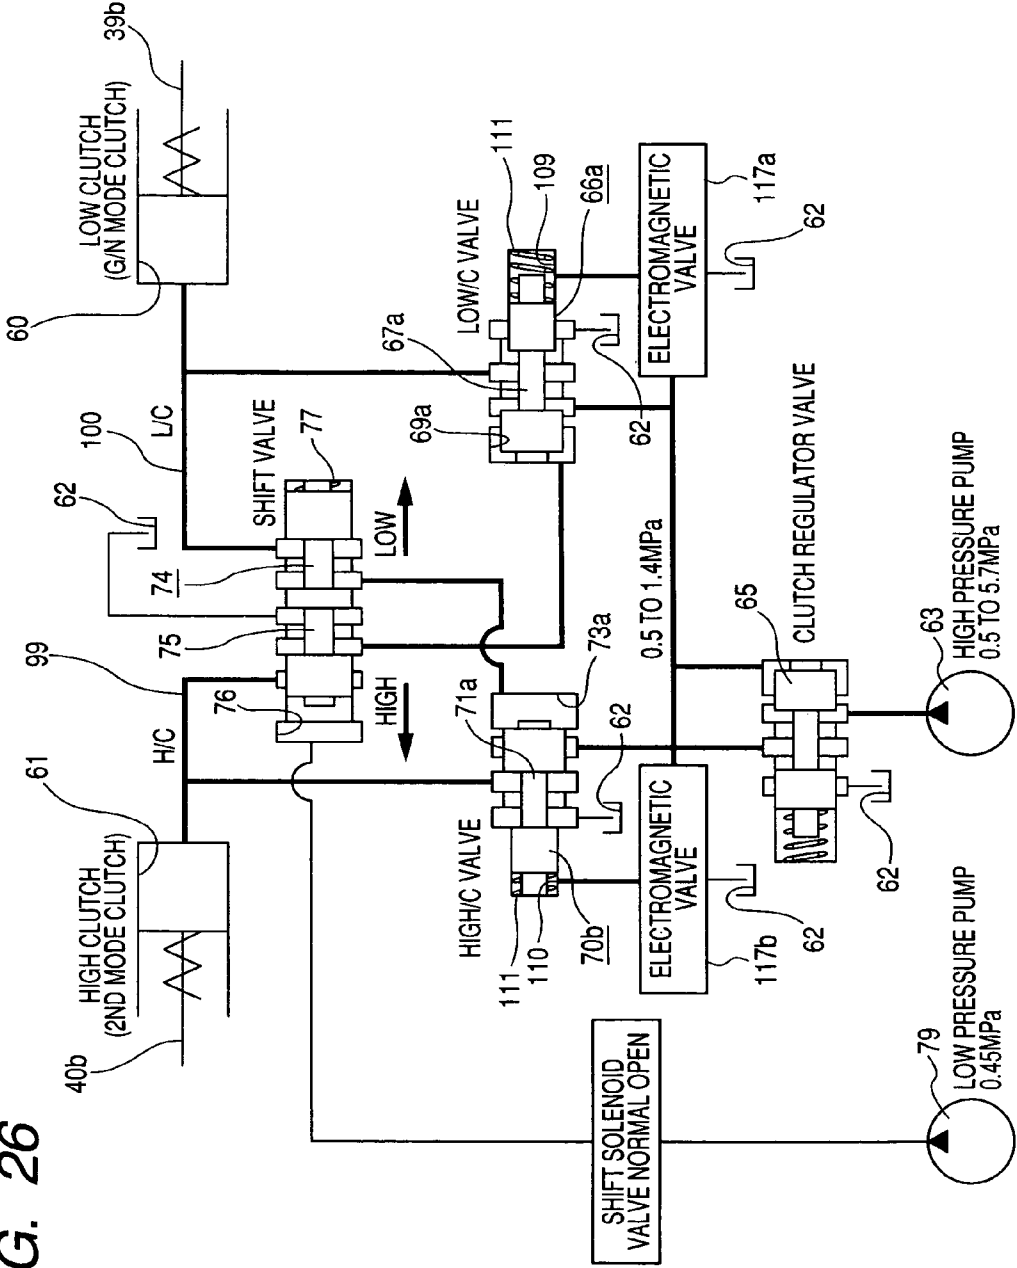 G. 26
40b
HIGH CLUTCH
(2ND MODE CLUTCH)
61
H/C
99
62
100
L/C
60
LOW CLUTCH
(G/N MODE CLUTCH)
39b
76
75
74
SHIFT VALVE
77
HIGH
LOW
HIGH/C VALVE
71a
73a
69a
67a
LOW/C VALVE
111
109
66a
111
110
70b
62
62
ELECTROMAGNETIC
VALVE
117b
62
0.5 TO 1.4MPa
ELECTROMAGNETIC
VALVE
117a
62
SHIFT SOLENOID
VALVE NORMAL OPEN
62
65
CLUTCH REGULATOR VALVE
79
LOW PRESSURE PUMP
0.45MPa
63
HIGH PRESSURE PUMP
0.5 TO 5.7MPa